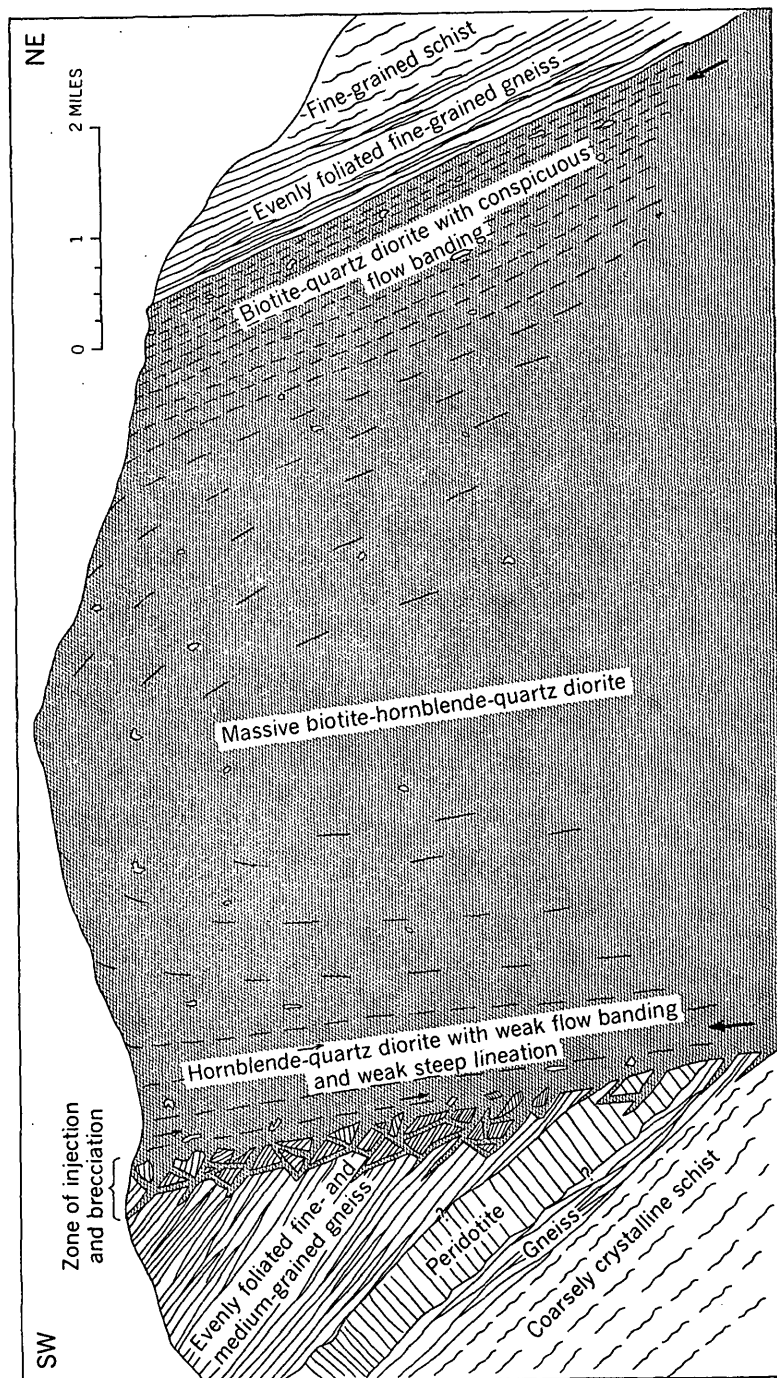 SW
NE
0 1 2 MILES
Zone of injection
and brecciation
Evenly foliated fine- and
medium-grained gneiss
Peridotite
?
?
Gneiss
Coarsely crystalline schist
Hornblende-quartz diorite with weak flow banding
and weak steep lineation
Massive biotite-hornblende-quartz diorite
Biotite-quartz diorite with conspicuous
flow banding
Evenly foliated fine-grained gneiss
Fine-grained schist